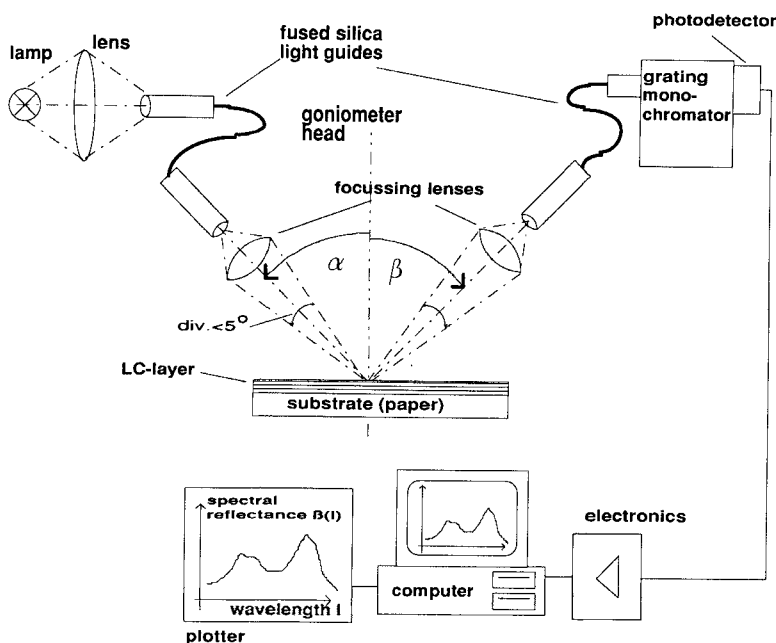 lamp
lens
fused silica
light guides
photodetector
grating
mono-
chromator
goniometer
head
focussing lenses
α
β
div.<5°
LC-layer
substrate (paper)
spectral
reflectance ß(l)
wavelength l
plotter
computer
electronics